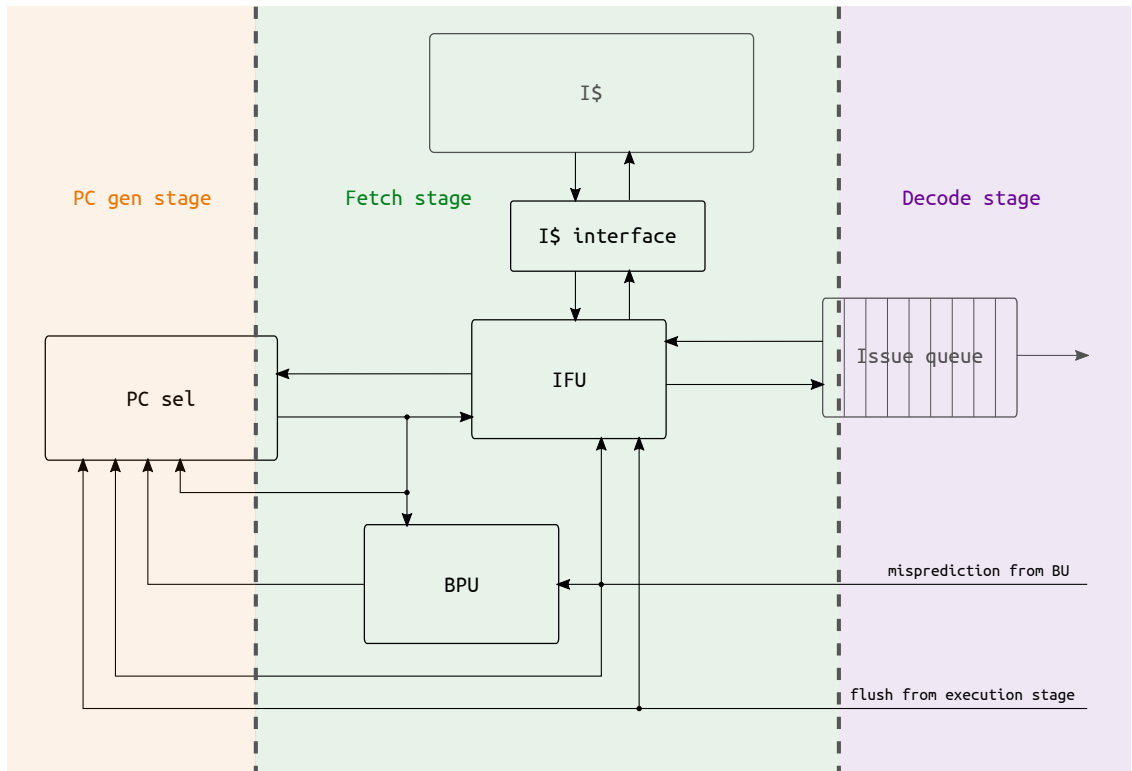 I$
PC gen stage
Fetch stage
Decode stage
I$ interface
Issue queue
IFU
PC sel
BPU
misprediction from BU
flush from execution stage